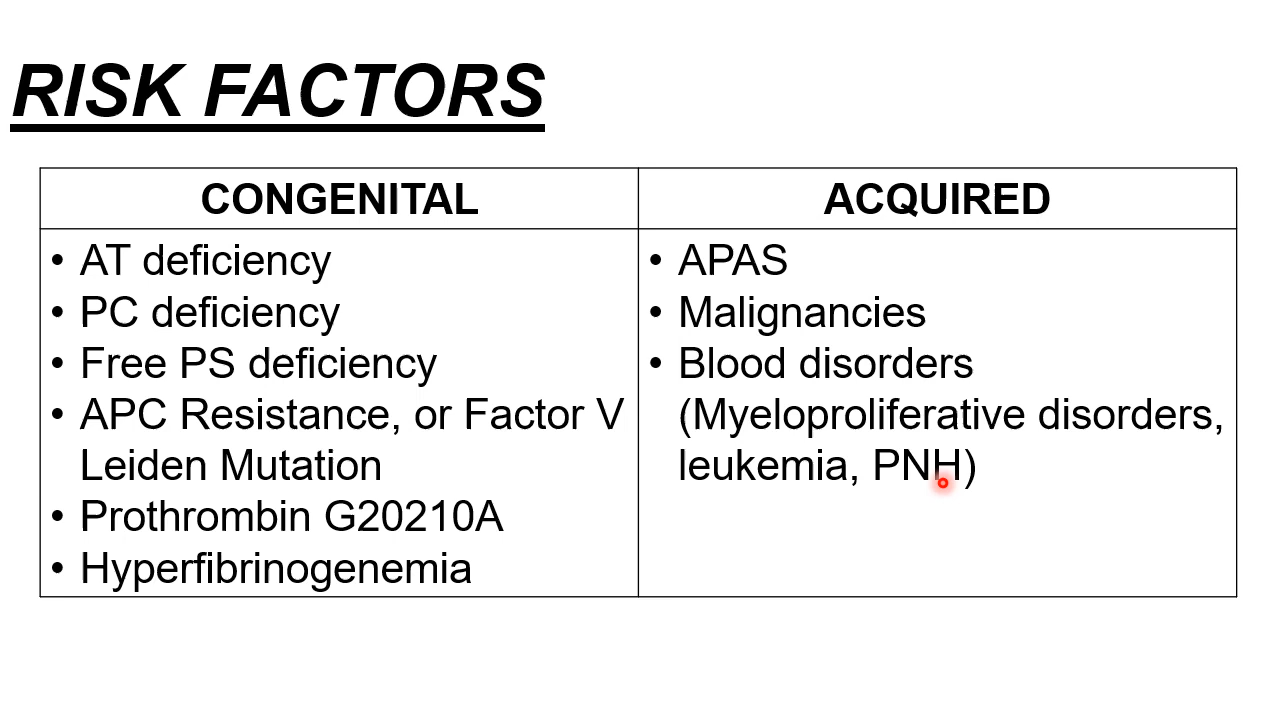 RISK FACTORS
CONGENITAL
• AT deficiency
• PC deficiency
• Free PS deficiency
• APC Resistance, or Factor V
Leiden Mutation
• Prothrombin G20210A
• Hyperfibrinogenemia
ACQUIRED
• APAS
• Malignancies
• Blood disorders
(Myeloproliferative disorders,
leukemia, PNH)